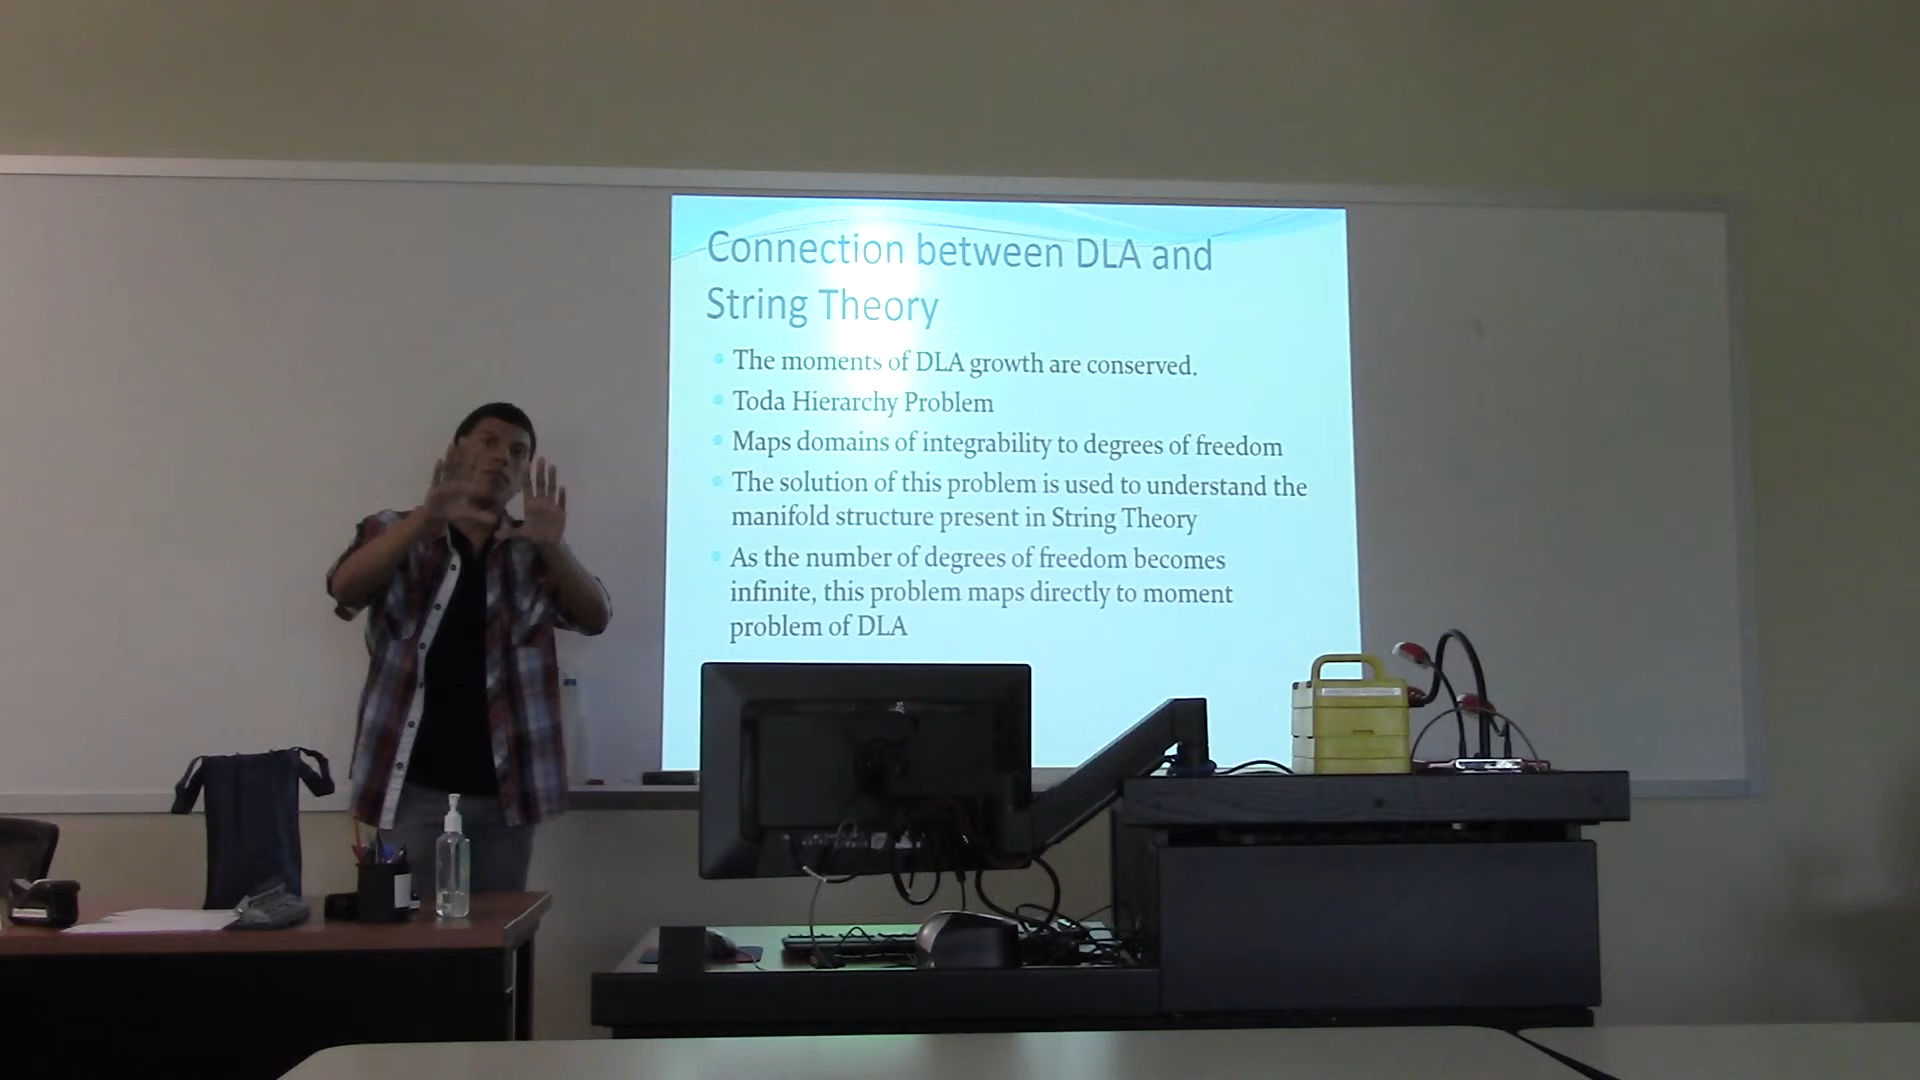 Connection between DLA and
String Theory
The moments of DLA growth are conserved.
Toda Hierarchy Problem
Maps domains of integrability to degrees of freedom
The solution of this problem is used to understand the
manifold structure present in String Theory
As the number of degrees of freedom becomes
infinite, this problem maps directly to moment
problem of DLA